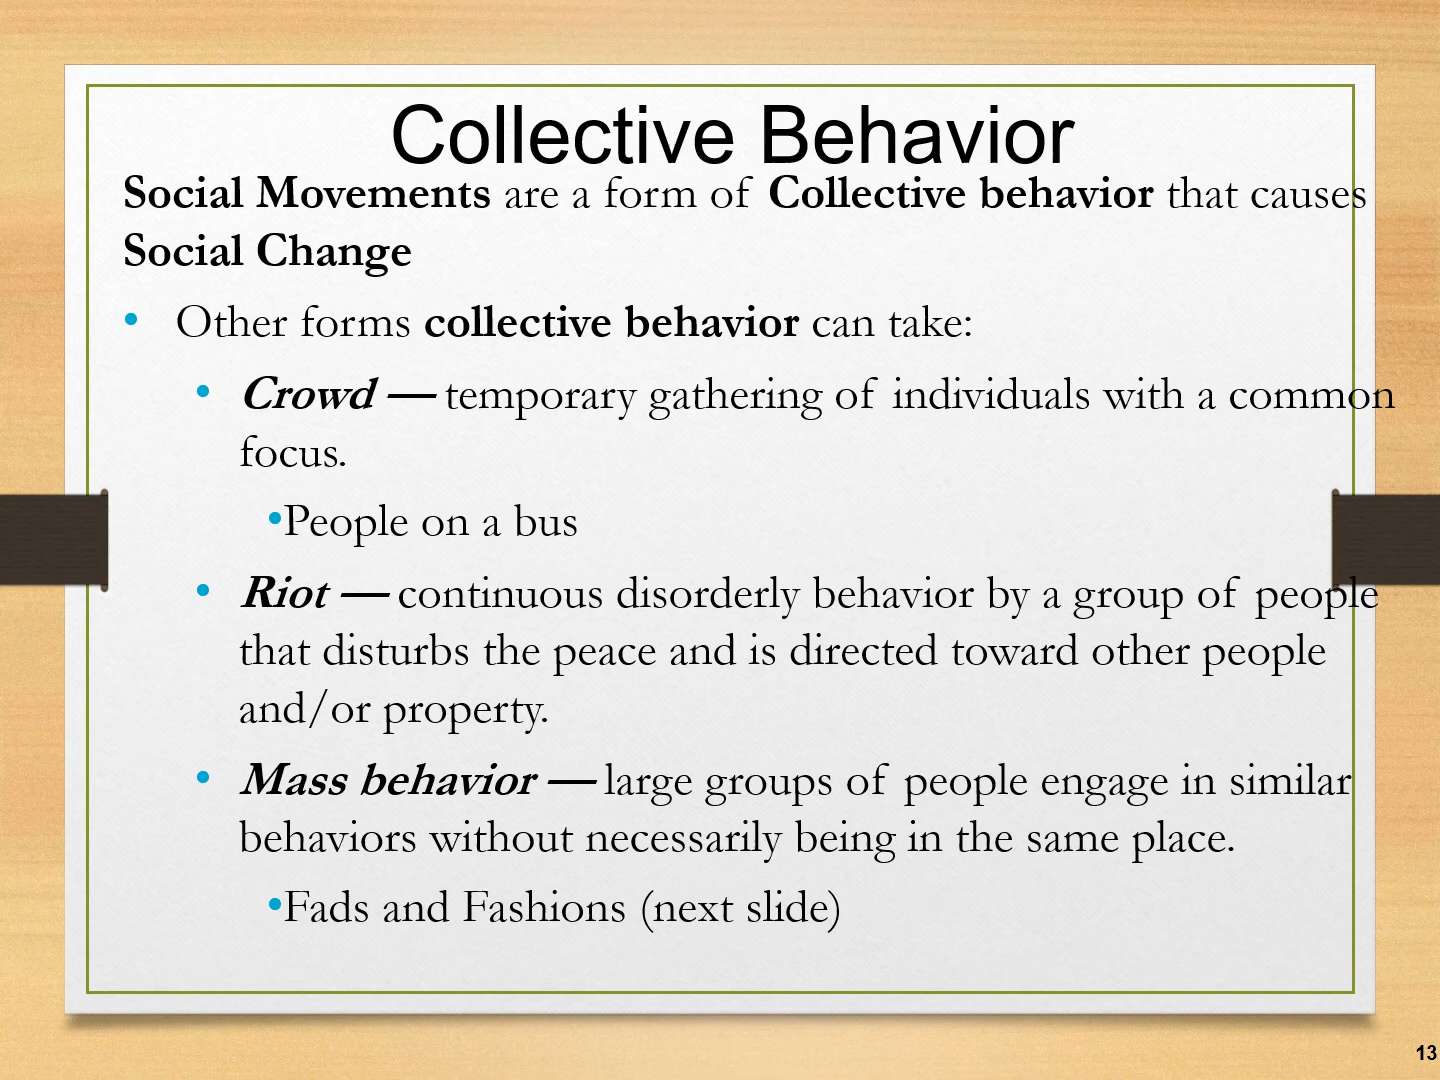 Collective Behavior
Social Movements are a form of Collective behavior that causes
Social Change
• Other forms collective behavior can take:
• Crowd — temporary gathering of individuals with a common
focus.
•People on a bus
• Riot — continuous disorderly behavior by a group of people
that disturbs the peace and is directed toward other people
and/or property.
• Mass behavior — large groups of people engage in similar
behaviors without necessarily being in the same place.
•Fads and Fashions (next slide)
13